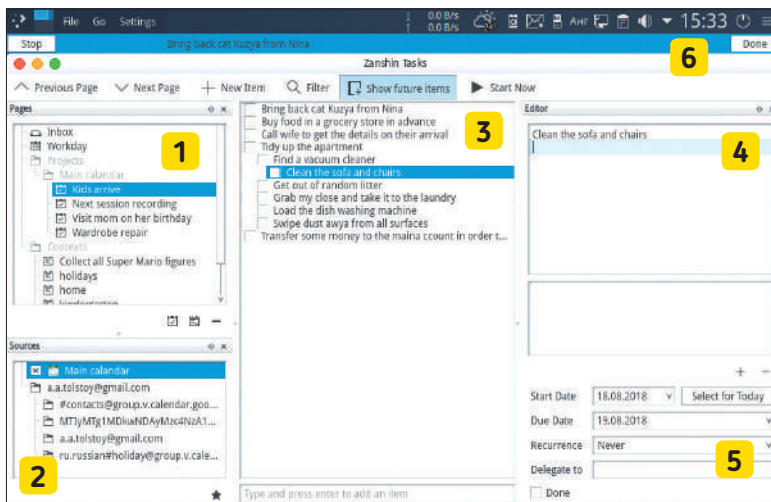 File Go Settings
0.0 B/s
0.0 B/s
24°
Анг
15:33
Stop
Bring back cat Kuzya from Nina
Done
6
Zanshin Tasks
Previous Page
Next Page
New Item
Filter
Show future items
Start Now
Pages
Inbox
Workday
Projects
Main calandar
Kids arrive
Next session recording
Visit mom on her birthday
Wardrobe repair
Contexts
Collect all Super Mario figures
holidays
home
kindergarten
1
Sources
Main calandar
a.a.tolstoy@gmail.com
#contacts@group.v.calendar.goo...
a.a.tolstoy@gmail.com
ru.russian#holiday@group.v.cale...
2
Bring back cat Kuzya from Nina
Buy food in a grocery store in advance
Call wife to get the details on their arrival
Tidy up the apartment
Find a vacuum cleaner
Clean the sofa and chairs
Get out of random litter
Grab my close and take it to the laundry
Load the dish washing machine
Swipe dust awya from all surfaces
Transfer some money to the maina ccount in order t...
3
Type and press enter to add an item
Editor
Clean the sofa and chairs
4
Start Date 18.08.2018 Select for Today
Due Date 19.08.2018
Recurrence Never
Delegate to
Done
5